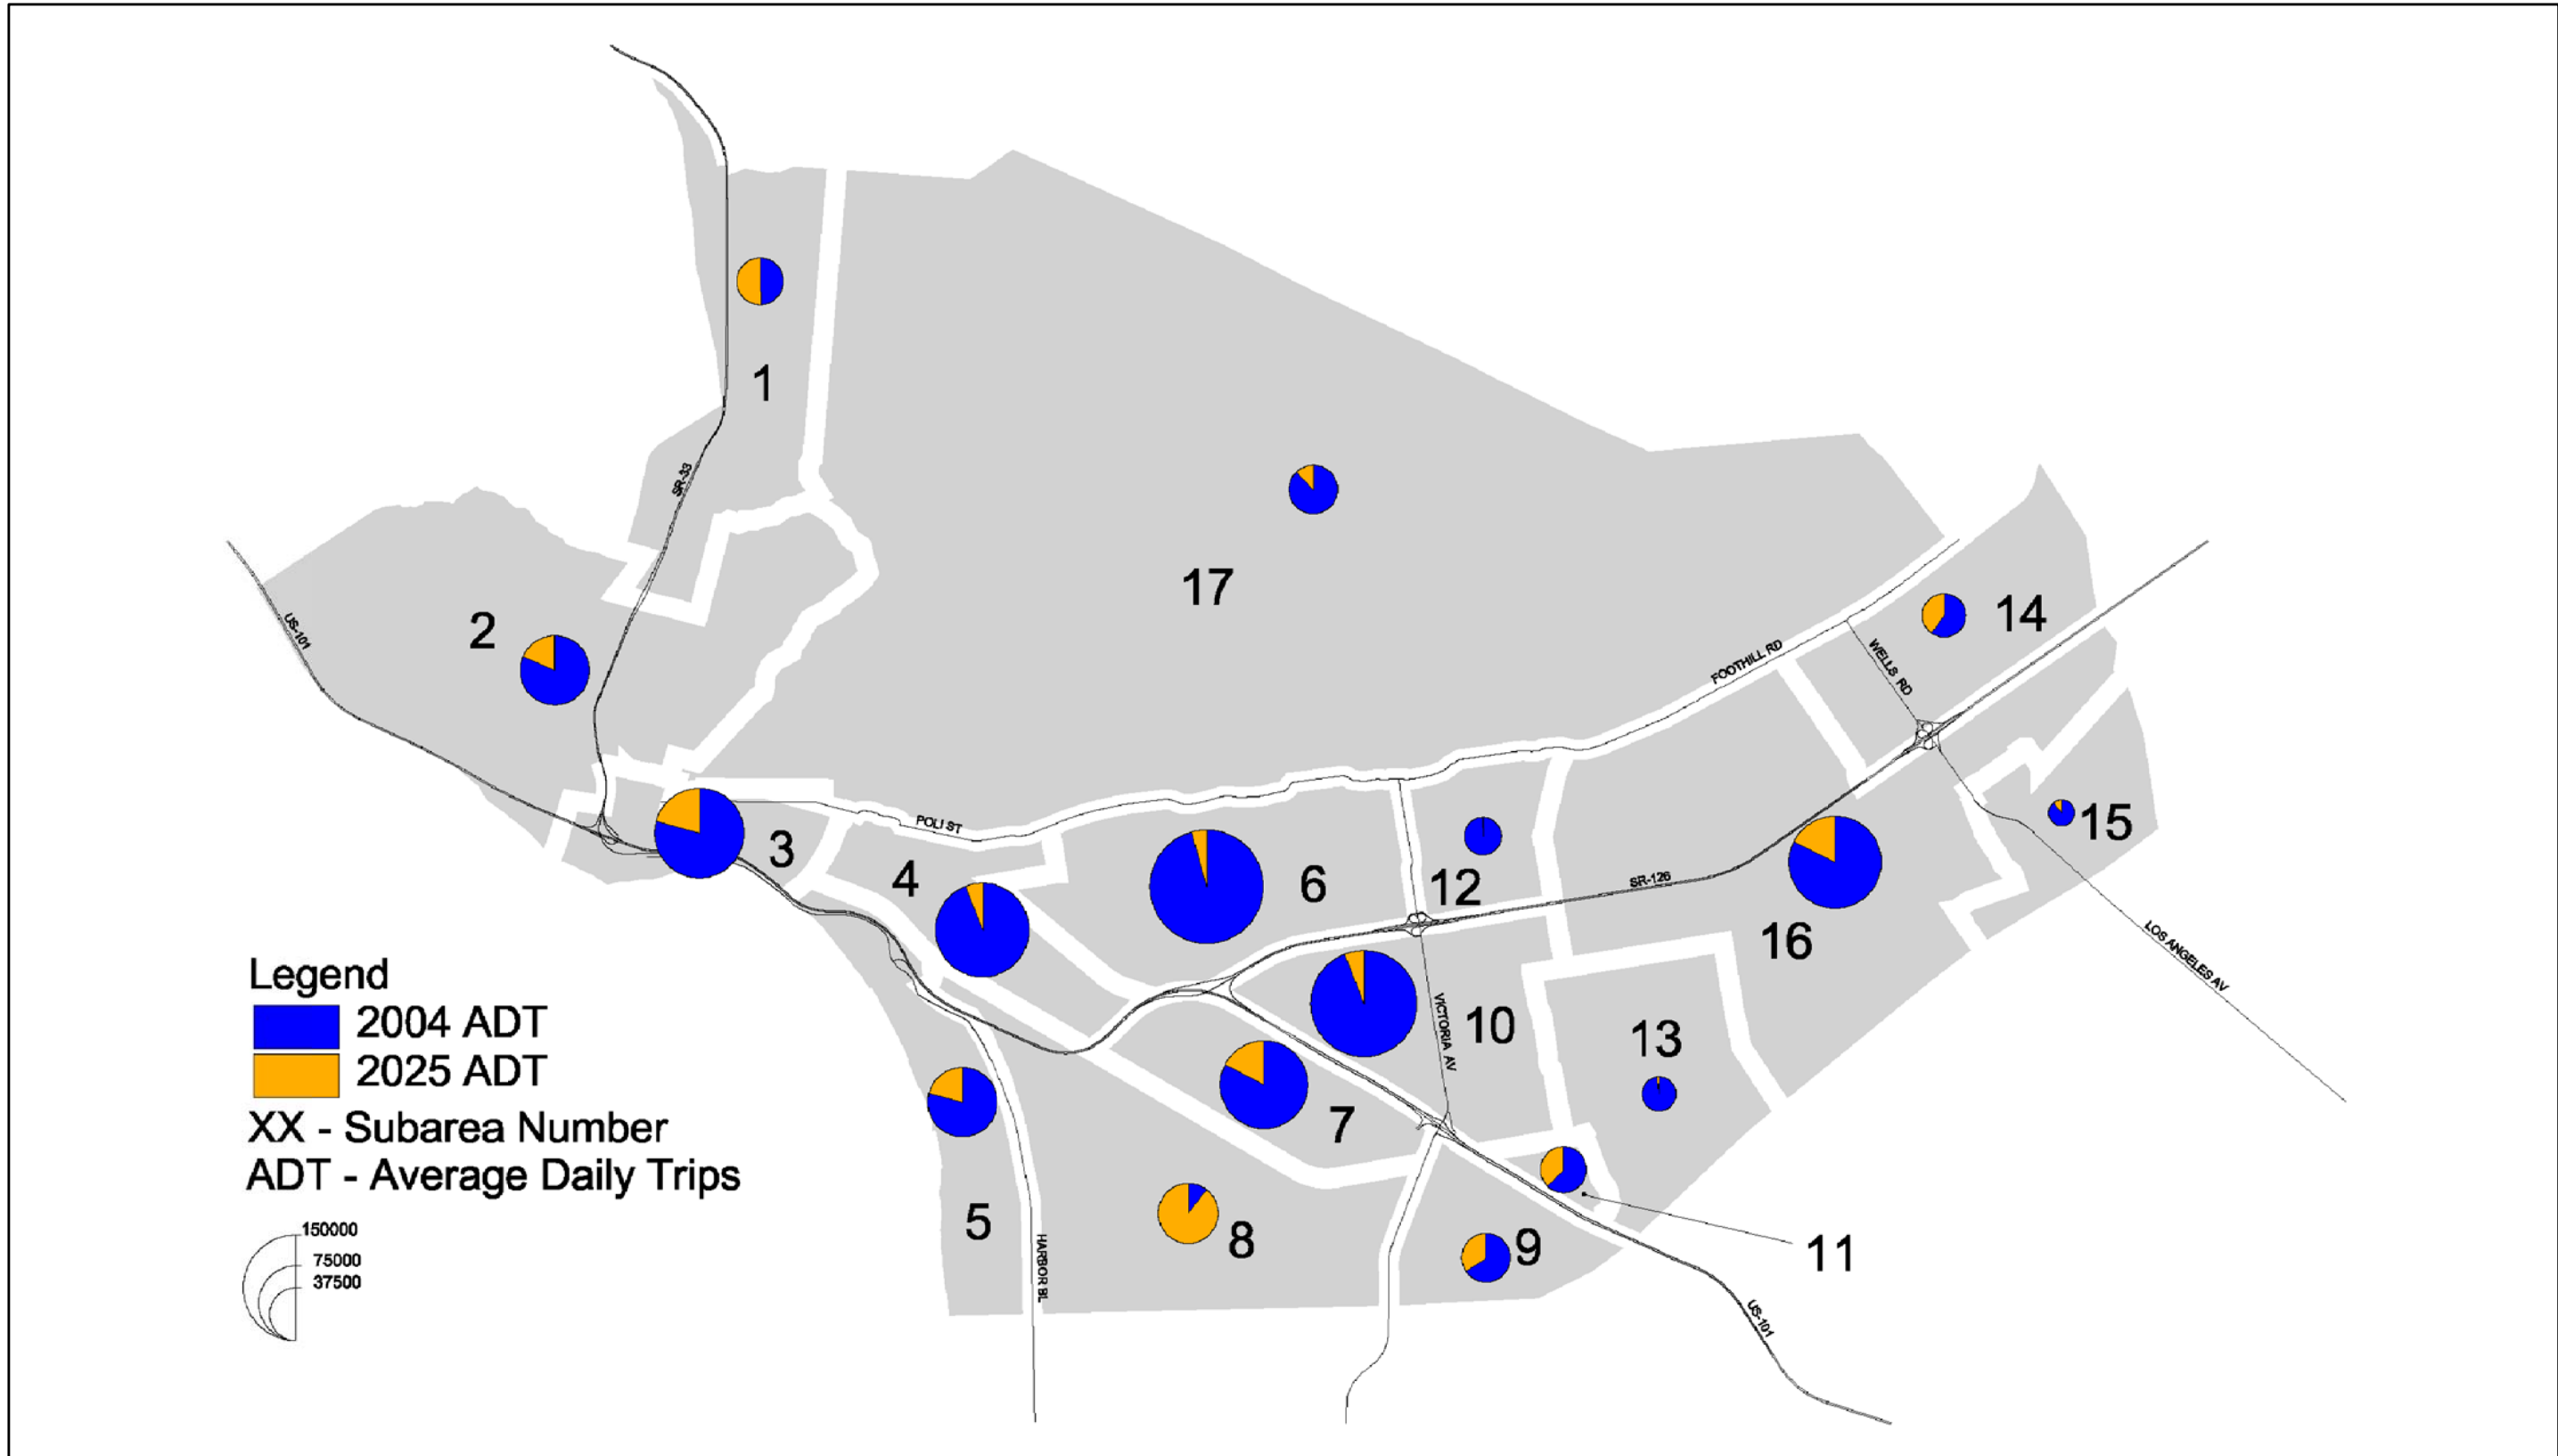 1
SR-33
17
2
US-101
14
FOOTHILL RD
WELLS RD
3
POLI ST
4
6
12
SR-126
15
16
LOS ANGELES AV
Legend
2004 ADT
2025 ADT
XX - Subarea Number
ADT - Average Daily Trips
150000
75000
37500
VICTORIA AV
10
13
7
5
HARBOR BL
8
9
11
US-101